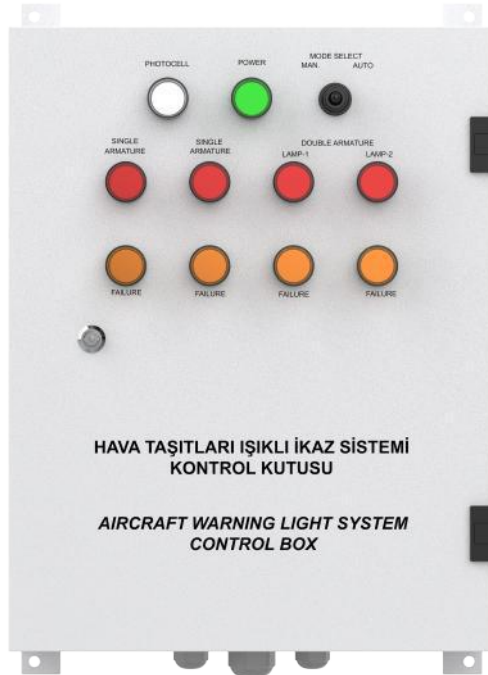 PHOTOCELL
POWER
MODE SELECT
MAN. AUTO
SINGLE
ARMATURE
SINGLE
ARMATURE
DOUBLE ARMATURE
LAMP-1 LAMP-2
FAILURE FAILURE FAILURE FAILURE
HAVA TAŞITLARI IŞIKLI İKAZ SİSTEMİ
KONTROL KUTUSU
AIRCRAFT WARNING LIGHT SYSTEM
CONTROL BOX